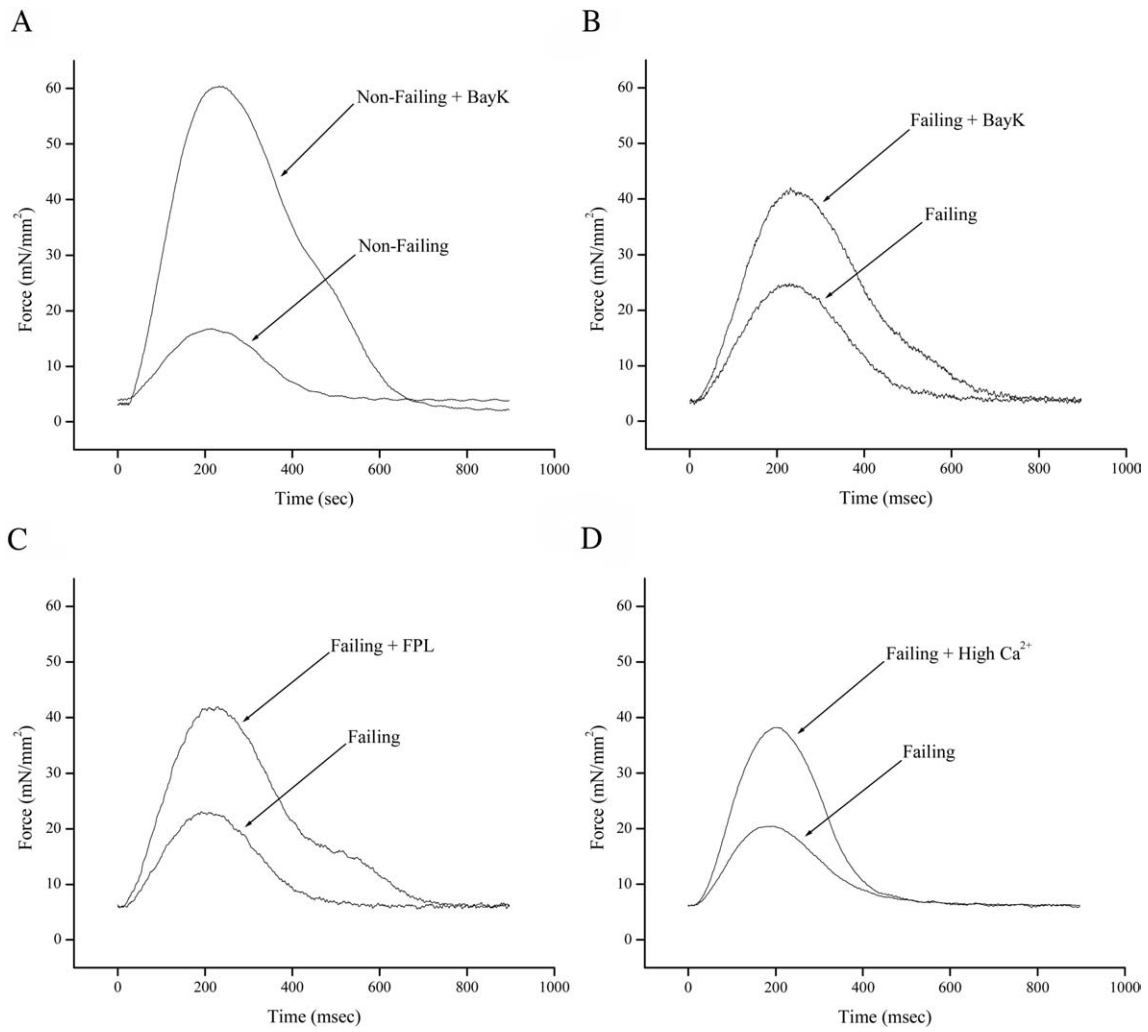 A
Force (mN/mm²)
60
50
40
30
20
10
0
Non-Failing + BayK
Non-Failing
0 200 400 600 800 1000
Time (sec)
B
Force (mN/mm²)
60
50
40
30
20
10
0
Failing + BayK
Failing
0 200 400 600 800 1000
Time (msec)
C
Force (mN/mm²)
60
50
40
30
20
10
0
Failing + FPL
Failing
0 200 400 600 800 1000
Time (msec)
D
Force (mN/mm²)
60
50
40
30
20
10
0
Failing + High Ca²⁺
Failing
0 200 400 600 800 1000
Time (msec)